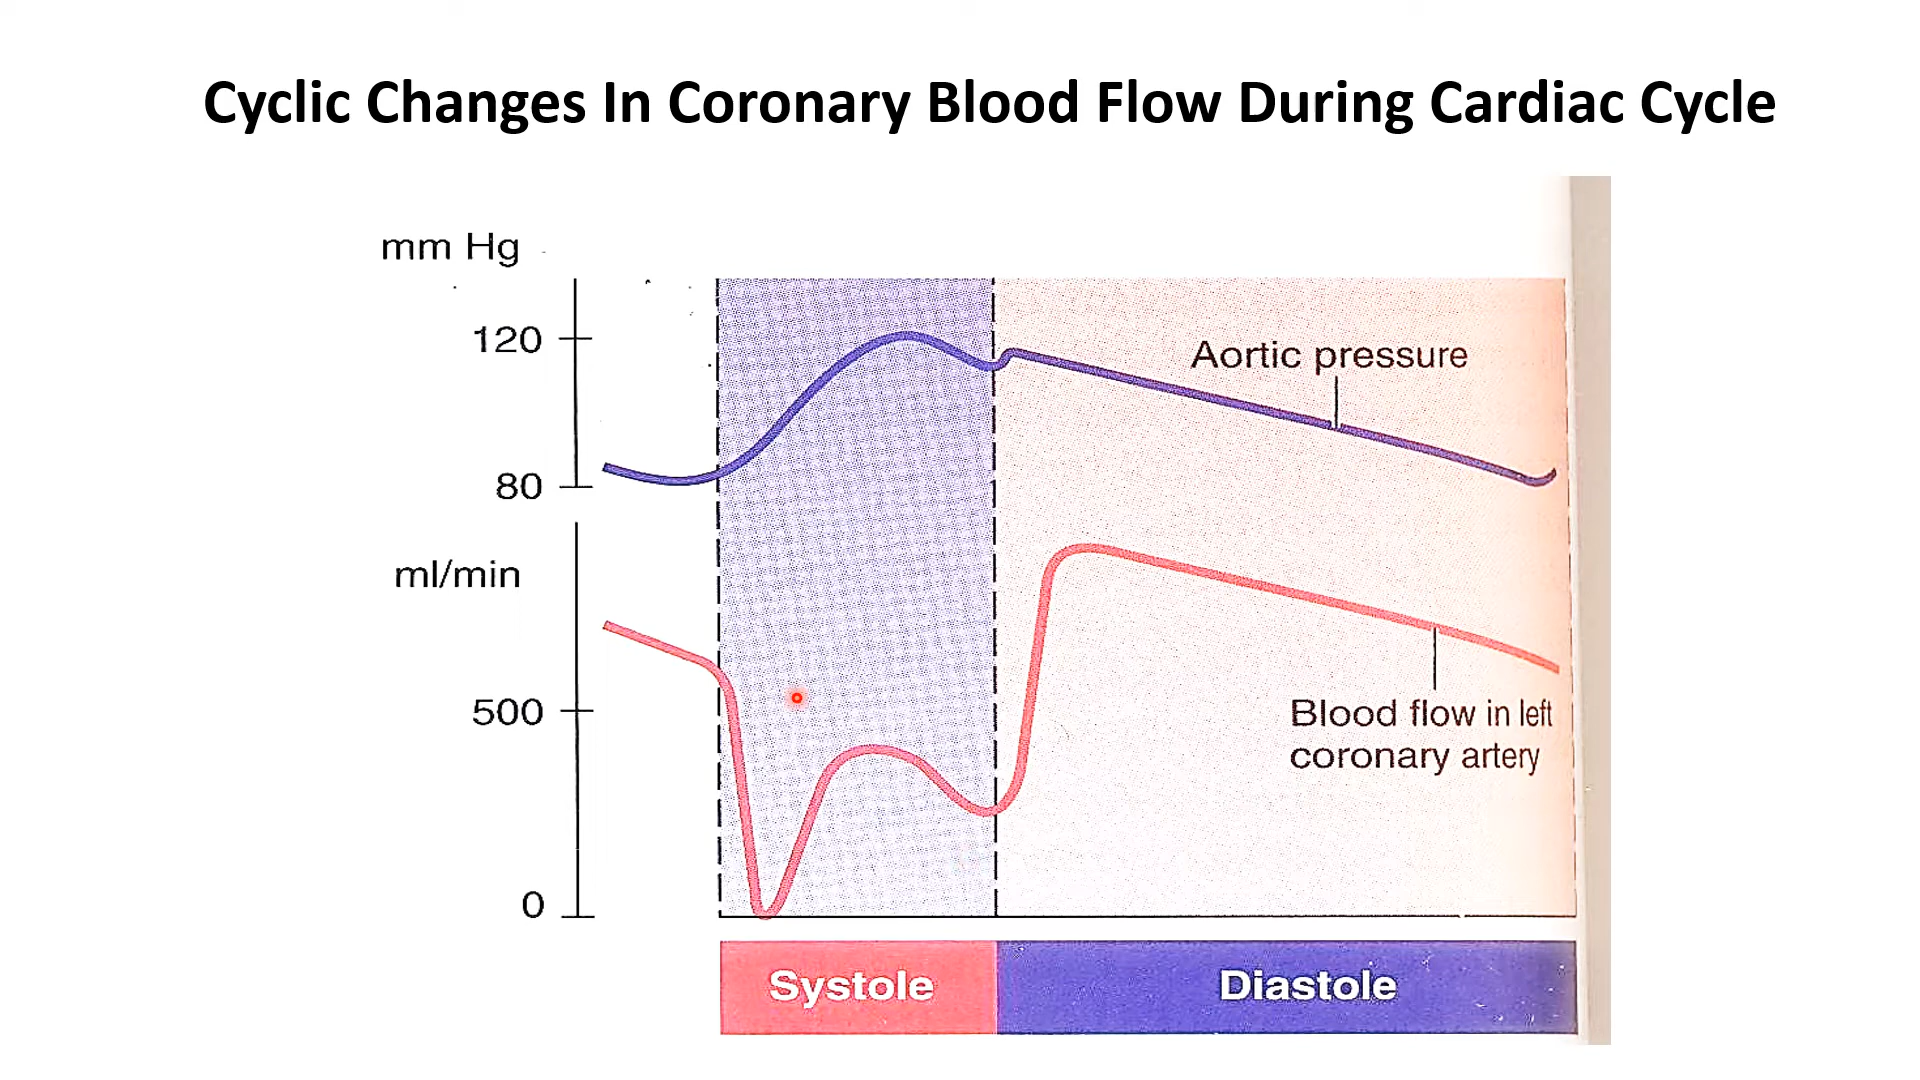 Cyclic Changes In Coronary Blood Flow During Cardiac Cycle
mm Hg
120
Aortic pressure
80
ml/min
500
Blood flow in left
coronary artery
0
Systole
Diastole